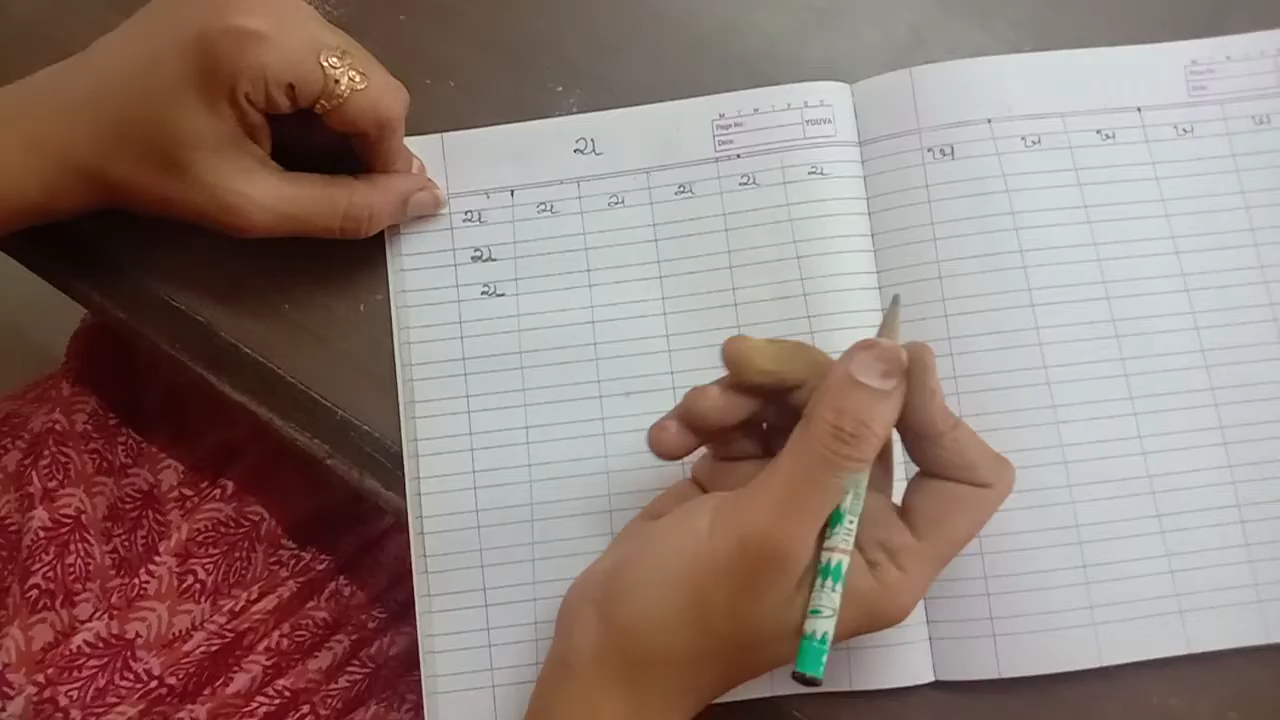 M T W T F S S
Page No.:
YOUVA
Date:
ચ
ચ ચ ચ ચ ચ ચ
ચ
ચ
ખ ખ ખ ખ ખ